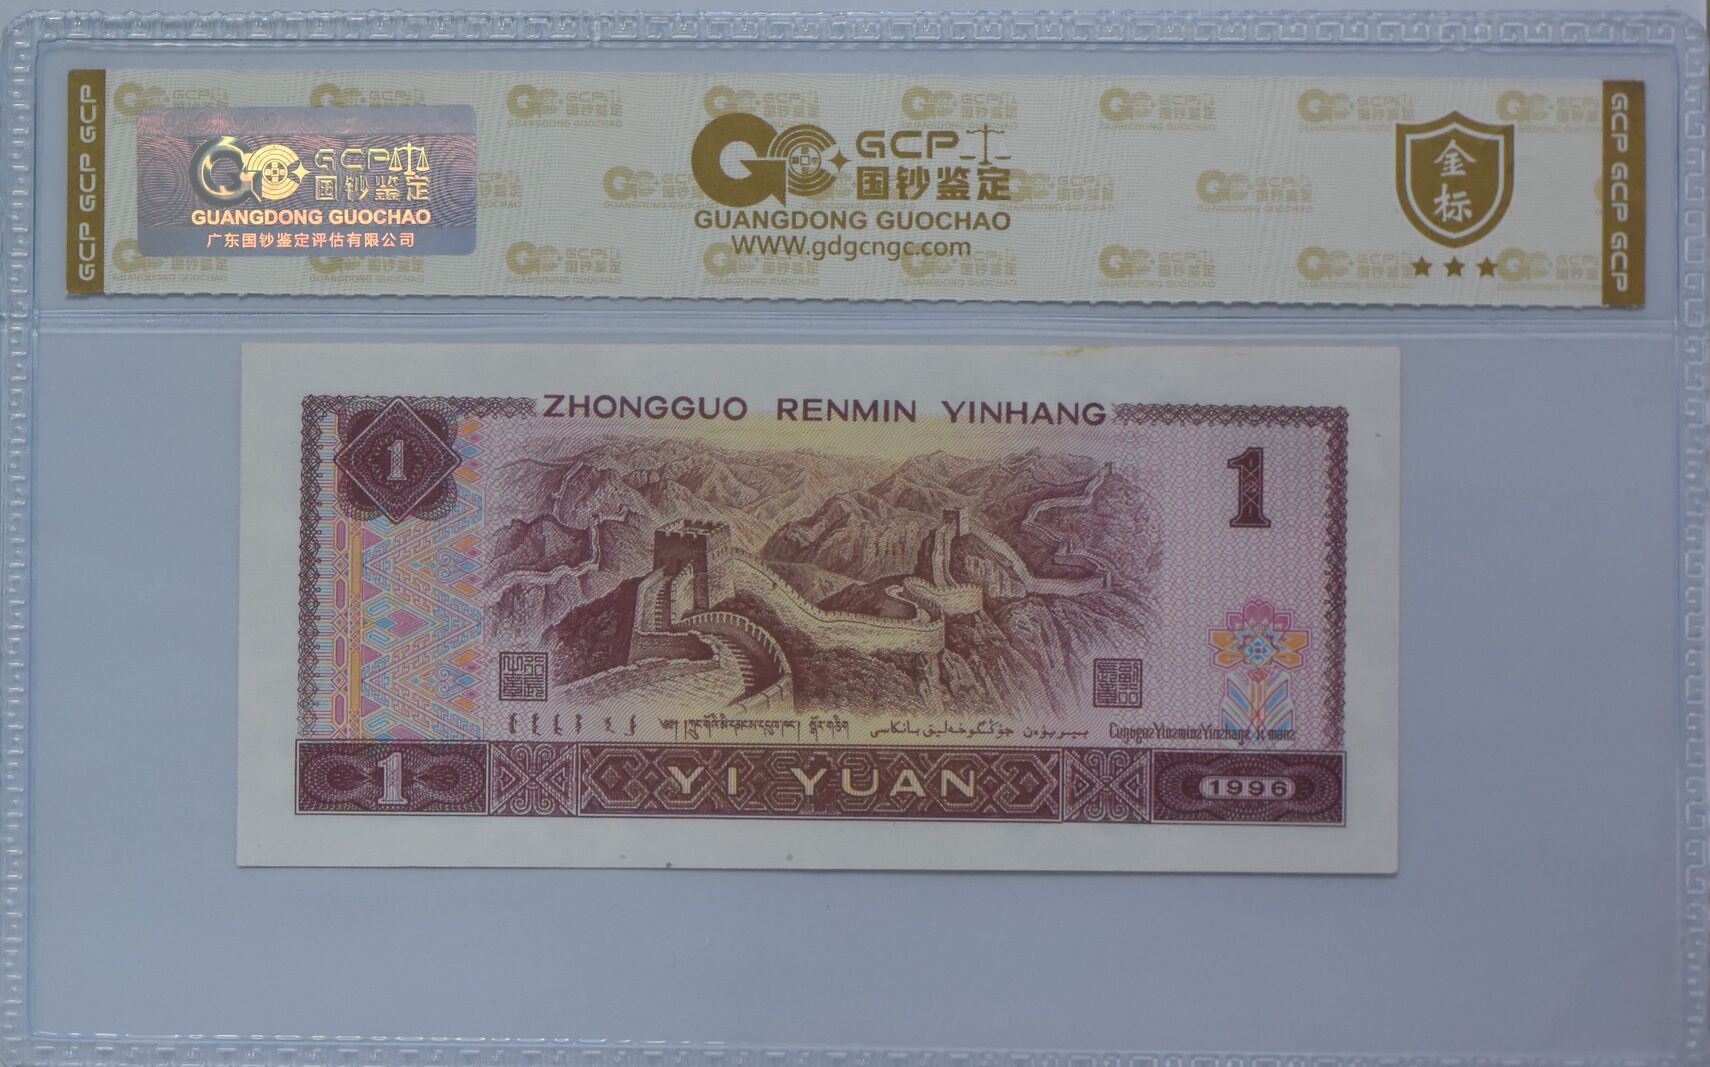 GCP GCP GCP
GCP
国钞鉴定
GUANGDONG GUOCHAO
广东国钞鉴定评估有限公司
GCP
国钞鉴定
GUANGDONG GUOCHAO
WWW.gdgcngc.com
金标
GCP GCP GCP
ZHONGGUO RENMIN YINHANG
1
1
1
YI YUAN
1996